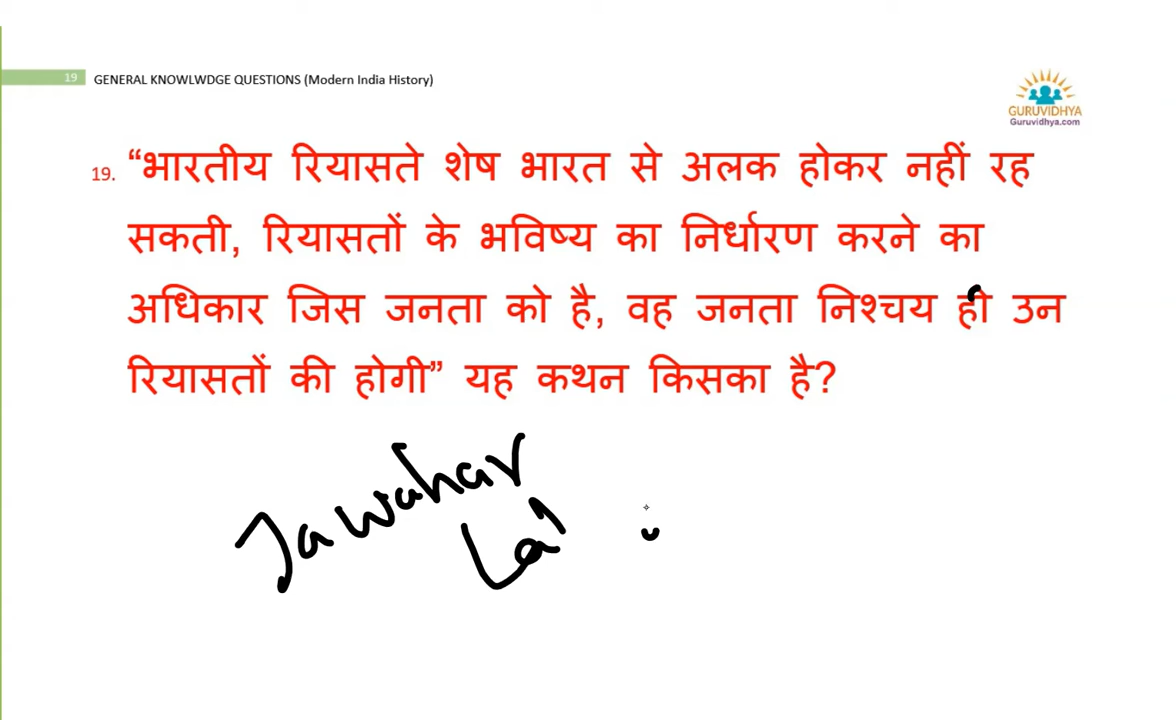 19 GENERAL KNOWLWDGE QUESTIONS (Modern India History)
GURUVIDHYA
Guruvidhya.com
19. “भारतीय रियासते शेष भारत से अलक होकर नहीं रह
सकती, रियासतों के भविष्य का निर्धारण करने का
अधिकार जिस जनता को है, वह जनता निश्चय ही उन
रियासतों की होगी” यह कथन किसका है?
Jawahar
Lal